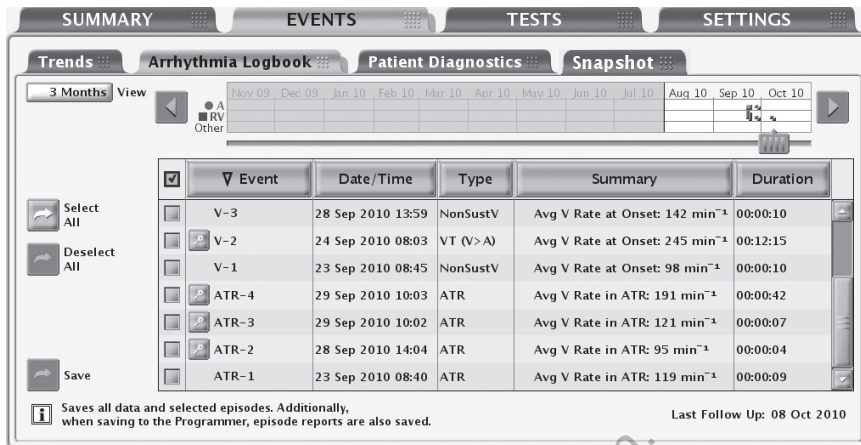 SUMMARY EVENTS TESTS SETTINGS
Trends Arrhythmia Logbook Patient Diagnostics Snapshot
3 Months View
Nov 09 Dec 09 Jan 10 Feb 10 Mar 10 Apr 10 May 10 Jun 10 Jul 10 Aug 10 Sep 10 Oct 10
A
RV
Other
Event Date/Time Type Summary Duration
Select All
Deselect All
V-3 28 Sep 2010 13:59 NonSustV Avg V Rate at Onset: 142 min⁻¹ 00:00:10
V-2 24 Sep 2010 08:03 VT (V>A) Avg V Rate at Onset: 245 min⁻¹ 00:12:15
V-1 23 Sep 2010 08:45 NonSustV Avg V Rate at Onset: 98 min⁻¹ 00:00:10
ATR-4 29 Sep 2010 10:03 ATR Avg V Rate in ATR: 191 min⁻¹ 00:00:42
ATR-3 29 Sep 2010 10:02 ATR Avg V Rate in ATR: 121 min⁻¹ 00:00:07
ATR-2 28 Sep 2010 14:04 ATR Avg V Rate in ATR: 95 min⁻¹ 00:00:04
ATR-1 23 Sep 2010 08:40 ATR Avg V Rate in ATR: 119 min⁻¹ 00:00:09
Save
i Saves all data and selected episodes. Additionally,
when saving to the Programmer, episode reports are also saved.
Last Follow Up: 08 Oct 2010